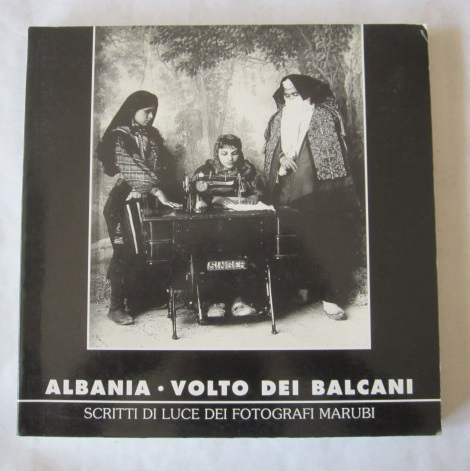 SINGER
ALBANIA • VOLTO DEI BALCANI
SCRITTI DI LUCE DEI FOTOGRAFI MARUBI